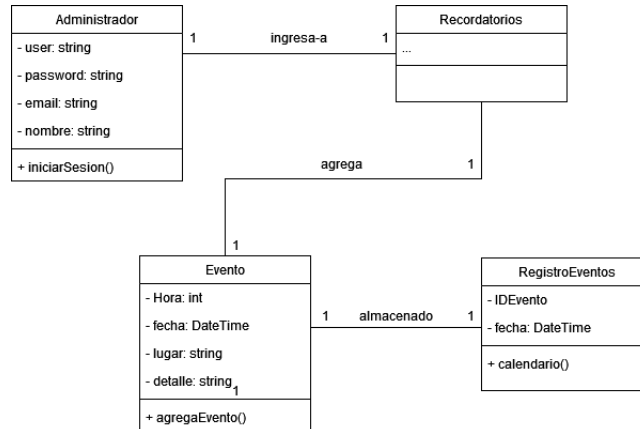 Administrador
- user: string
- password: string
- email: string
- nombre: string
+ iniciarSesion()
1
ingresa-a
1
Recordatorios
...
agrega
1
1
Evento
- Hora: int
- fecha: DateTime
- lugar: string
- detalle: string
1
+ agregaEvento()
1
almacenado
1
RegistroEventos
- IDEvento
- fecha: DateTime
+ calendario()